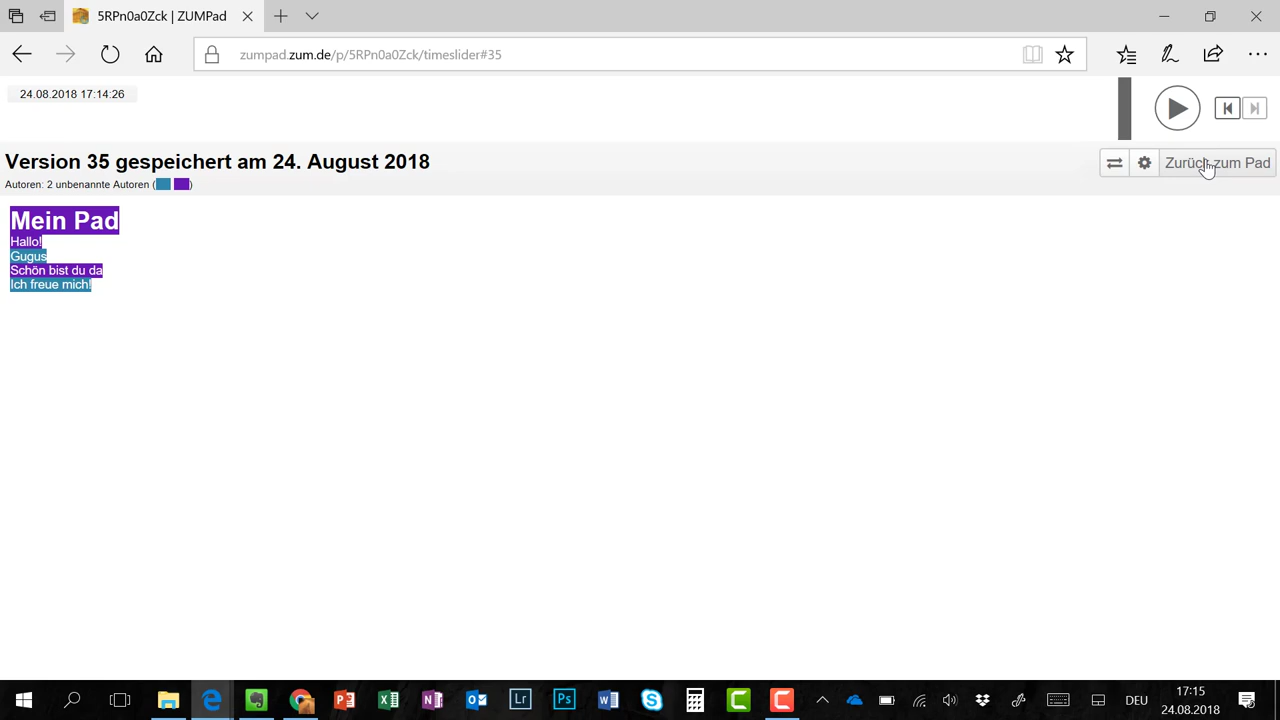 5RPn0a0Zck | ZUMPad
zumpad.zum.de/p/5RPn0a0Zck/timeslider#35
24.08.2018 17:14:26
Version 35 gespeichert am 24. August 2018
Zurück zum Pad
Autoren: 2 unbenannte Autoren ( )
Mein Pad
Hallo!
Gugus
Schön bist du da
Ich freue mich!
Lr
Ps
DEU
17:15
24.08.2018